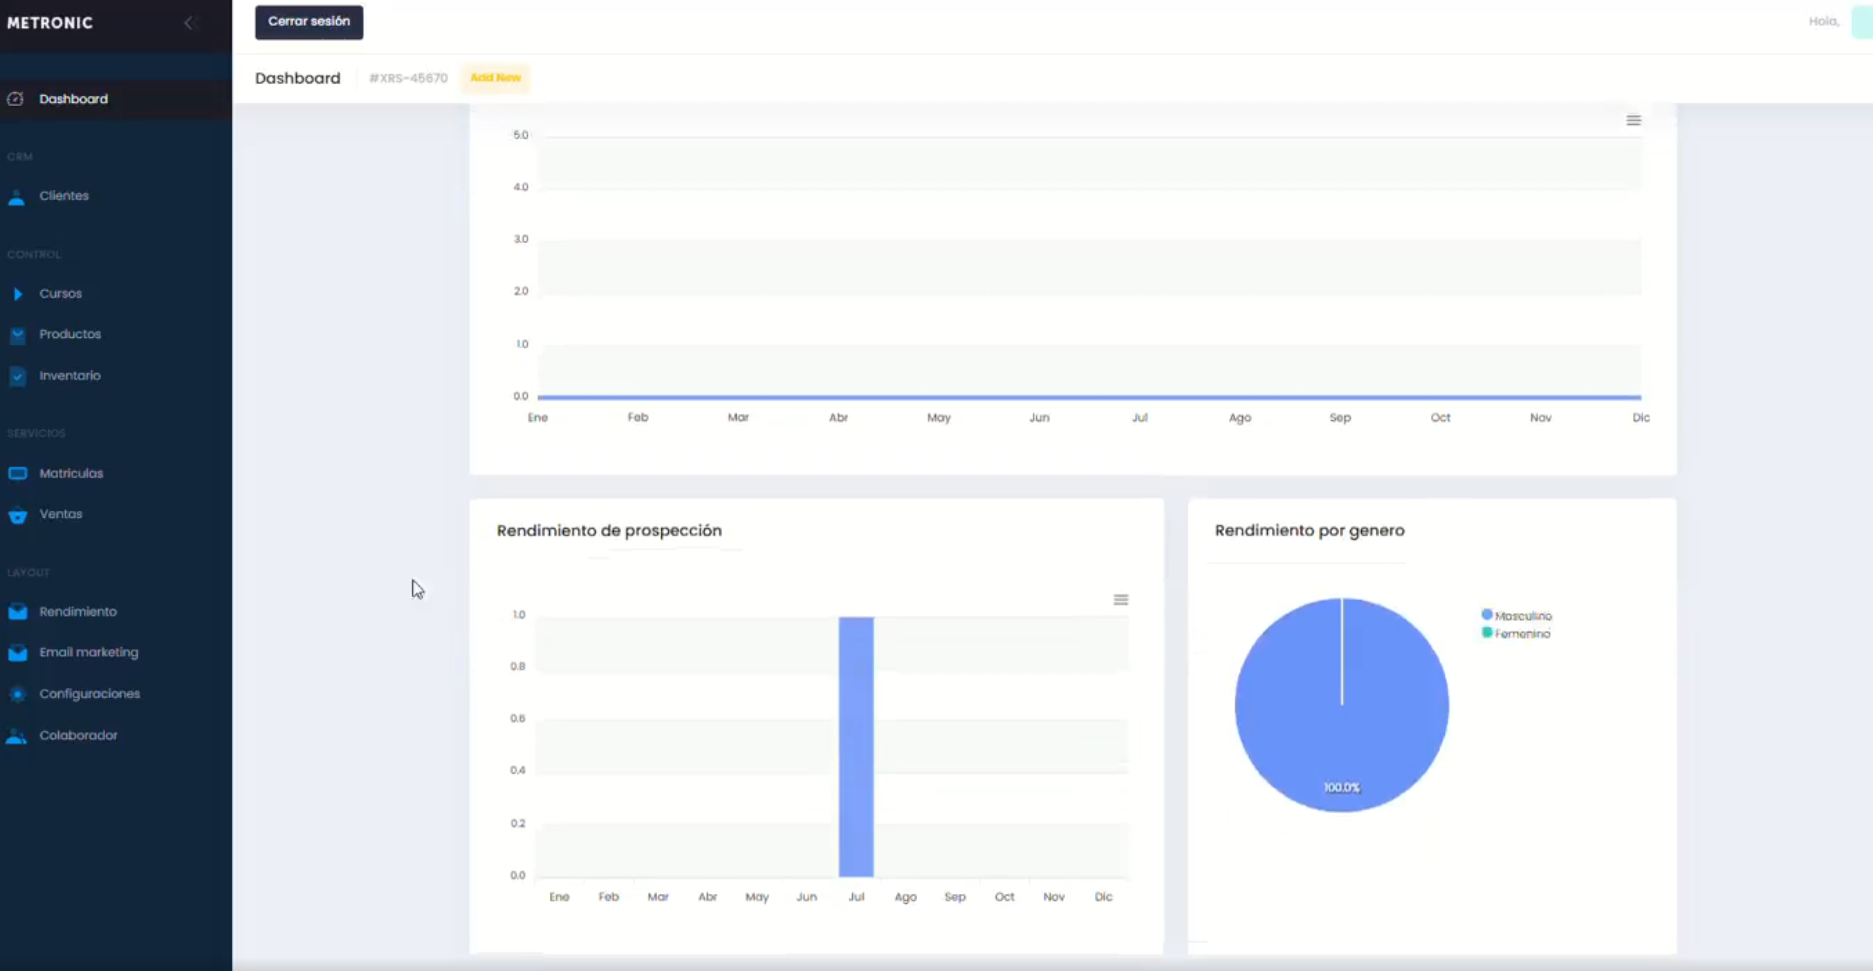 METRONIC
Cerrar sesión
Hola,
Dashboard
#XRS-45670
Add New
Dashboard
CRM
Clientes
CONTROL
Cursos
Productos
Inventario
SERVICIOS
Matriculas
Ventas
LAYOUT
Rendimiento
Email marketing
Configuraciones
Colaborador
5.0
4.0
3.0
2.0
1.0
0.0
Ene Feb Mar Abr May Jun Jul Ago Sep Oct Nov Dic
Rendimiento de prospección
1.0
0.8
0.6
0.4
0.2
0.0
Ene Feb Mar Abr May Jun Jul Ago Sep Oct Nov Dic
Rendimiento por genero
Masculino
Femenino
100.0%